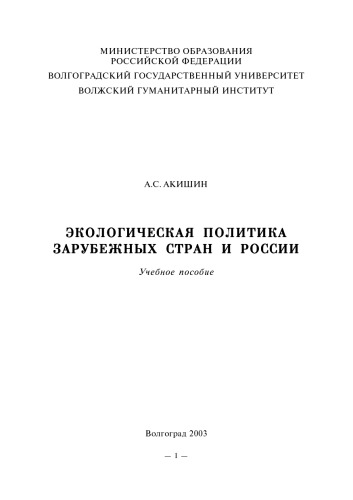 МИНИСТЕРСТВО ОБРАЗОВАНИЯ
РОССИЙСКОЙ ФЕДЕРАЦИИ
ВОЛГОГРАДСКИЙ ГОСУДАРСТВЕННЫЙ УНИВЕРСИТЕТ
ВОЛЖСКИЙ ГУМАНИТАРНЫЙ ИНСТИТУТ
А.С. АКИШИН
ЭКОЛОГИЧЕСКАЯ ПОЛИТИКА
ЗАРУБЕЖНЫХ СТРАН И РОССИИ
Учебное пособие
Волгоград 2003
— 1 —